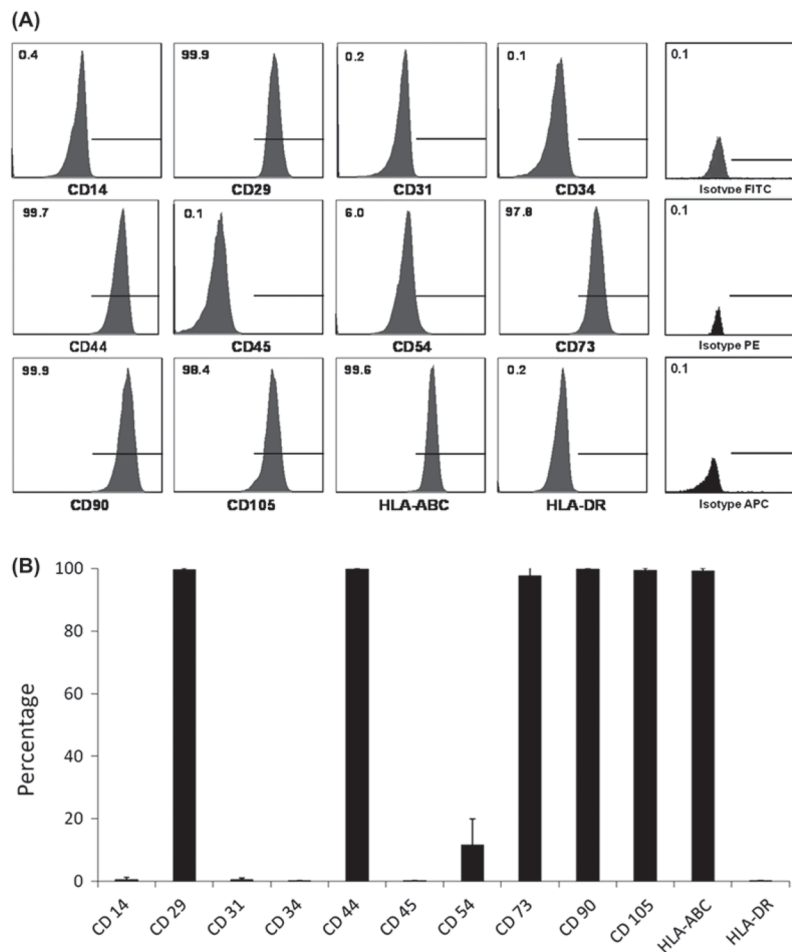 (A)
0.4 99.9 0.2 0.1 0.1
CD14 CD29 CD31 CD34 Isotype FITC
99.7 0.1 6.0 97.8 0.1
CD44 CD45 CD54 CD73 Isotype PE
99.9 98.4 99.6 0.2 0.1
CD90 CD105 HLA-ABC HLA-DR Isotype APC
(B)
Percentage
100
80
60
40
20
0
CD 14 CD 29 CD 31 CD 34 CD 44 CD 45 CD 54 CD 73 CD 90 CD 105 HLA-ABC HLA-DR